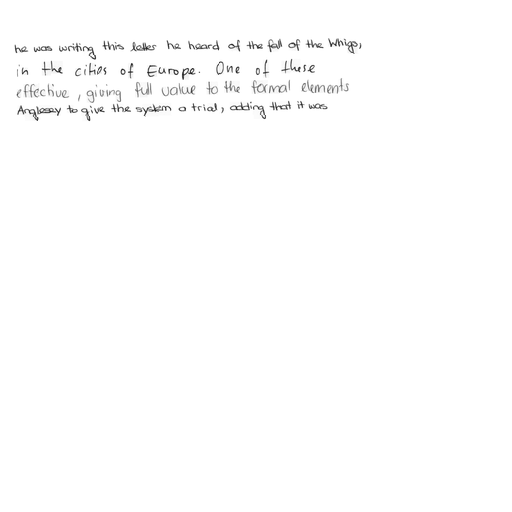 he was writing this letter he heard of the fall of the Whigs,
in the cities of Europe. One of these
effective, giving full value to the formal elements
Anglesey to give the system a trial, adding that it was